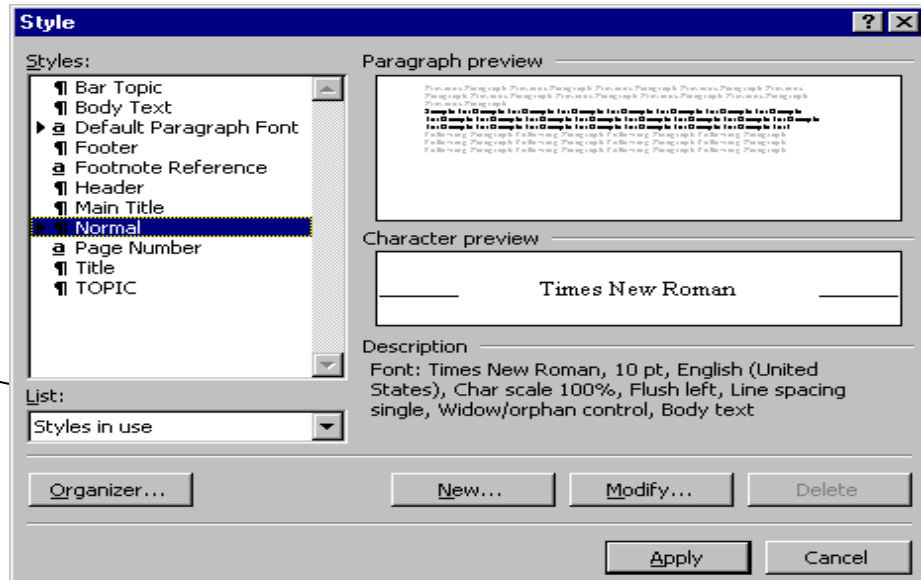 Style
Styles:
¶ Bar Topic
¶ Body Text
a Default Paragraph Font
¶ Footer
a Footnote Reference
¶ Header
¶ Main Title
¶ Normal
a Page Number
¶ Title
¶ TOPIC
List:
Styles in use
Paragraph preview
Character preview
Times New Roman
Description
Font: Times New Roman, 10 pt, English (United
States), Char scale 100%, Flush left, Line spacing
single, Widow/orphan control, Body text
Organizer...
New...
Modify...
Delete
Apply
Cancel